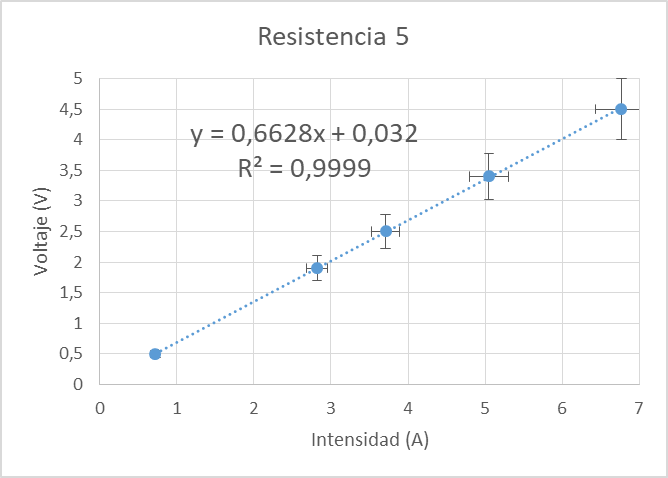 Resistencia 5
y = 0,6628x + 0,032
R² = 0,9999
Voltaje (V)
5
4,5
4
3,5
3
2,5
2
1,5
1
0,5
0
0 1 2 3 4 5 6 7
Intensidad (A)